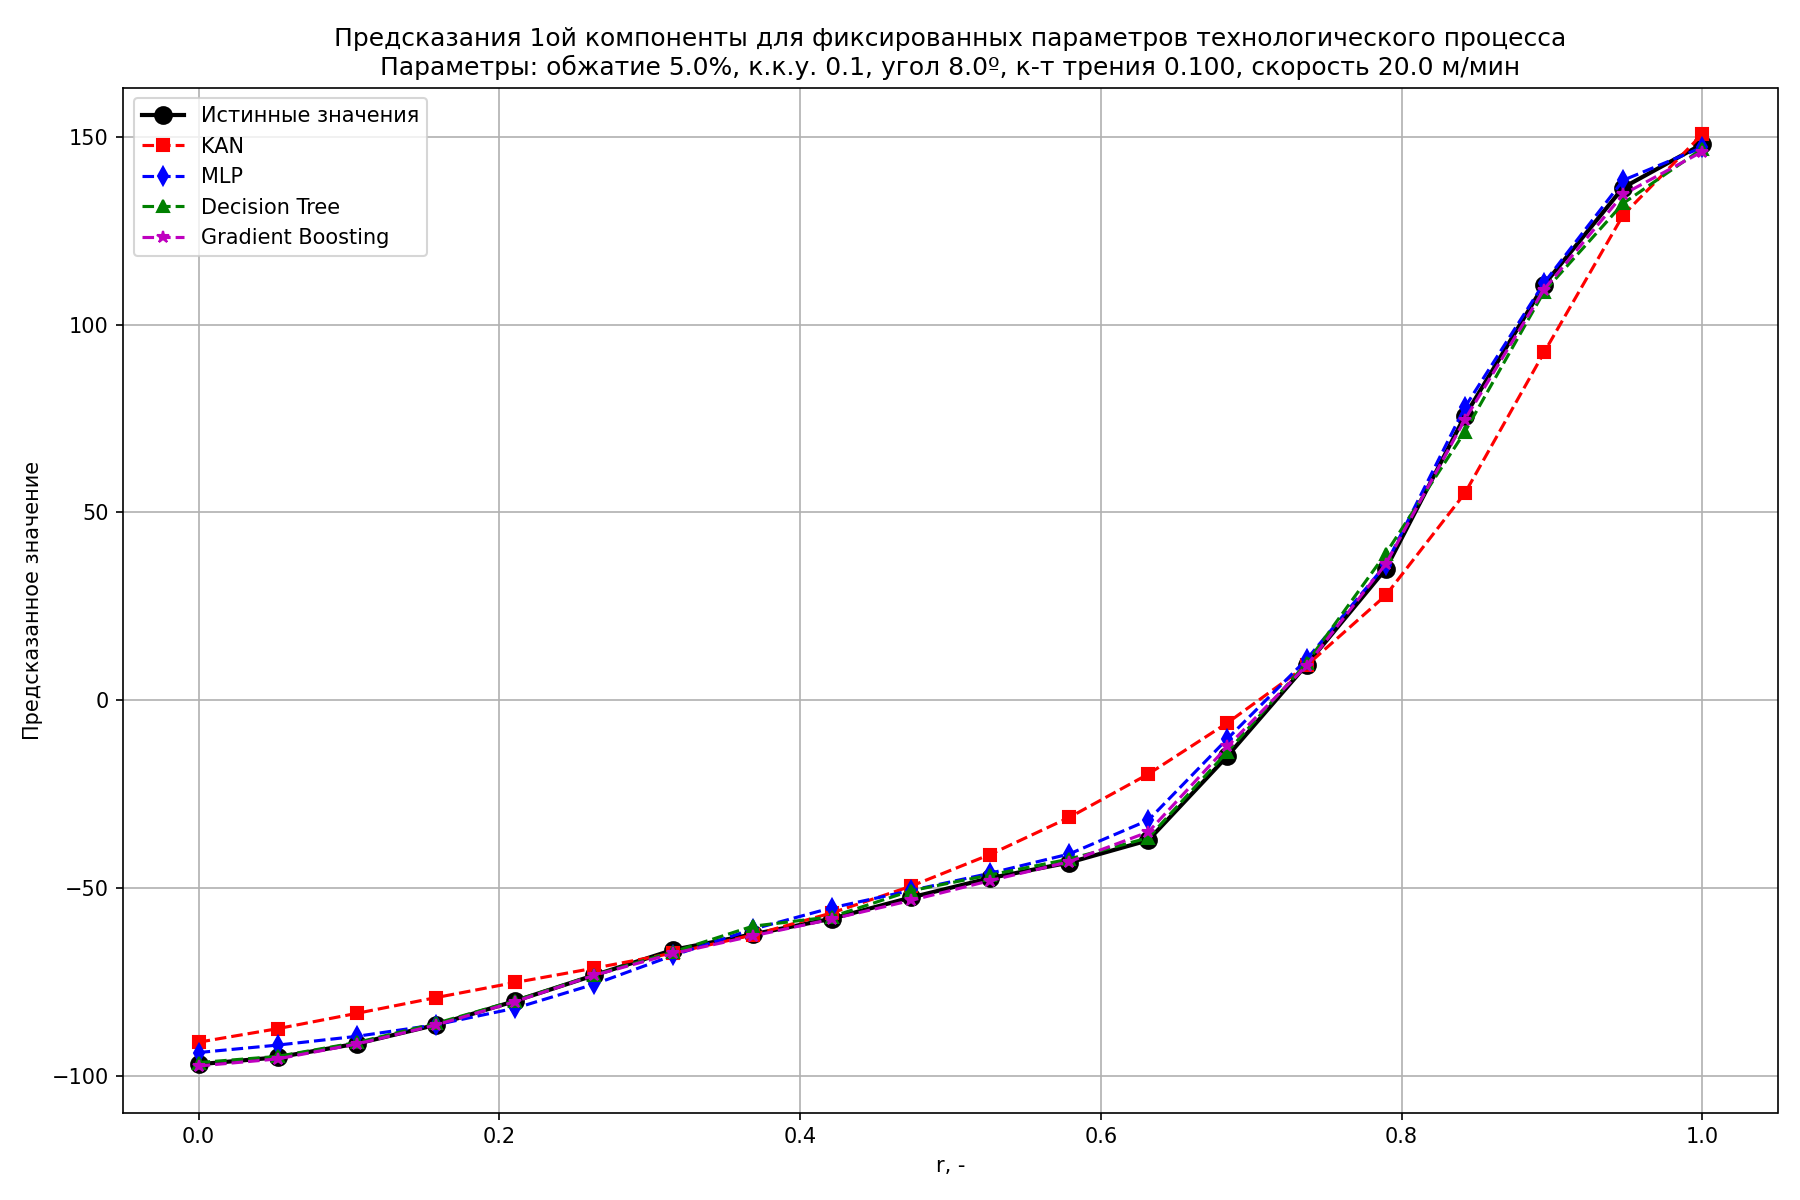 Предсказания 1ой компоненты для фиксированных параметров технологического процесса
Параметры: обжатие 5.0%, к.к.у. 0.1, угол 8.0º, к-т трения 0.100, скорость 20.0 м/мин
Истинные значения
KAN
MLP
Decision Tree
Gradient Boosting
150
100
50
0
−50
−100
Предсказанное значение
0.0
0.2
0.4
0.6
0.8
1.0
r, -